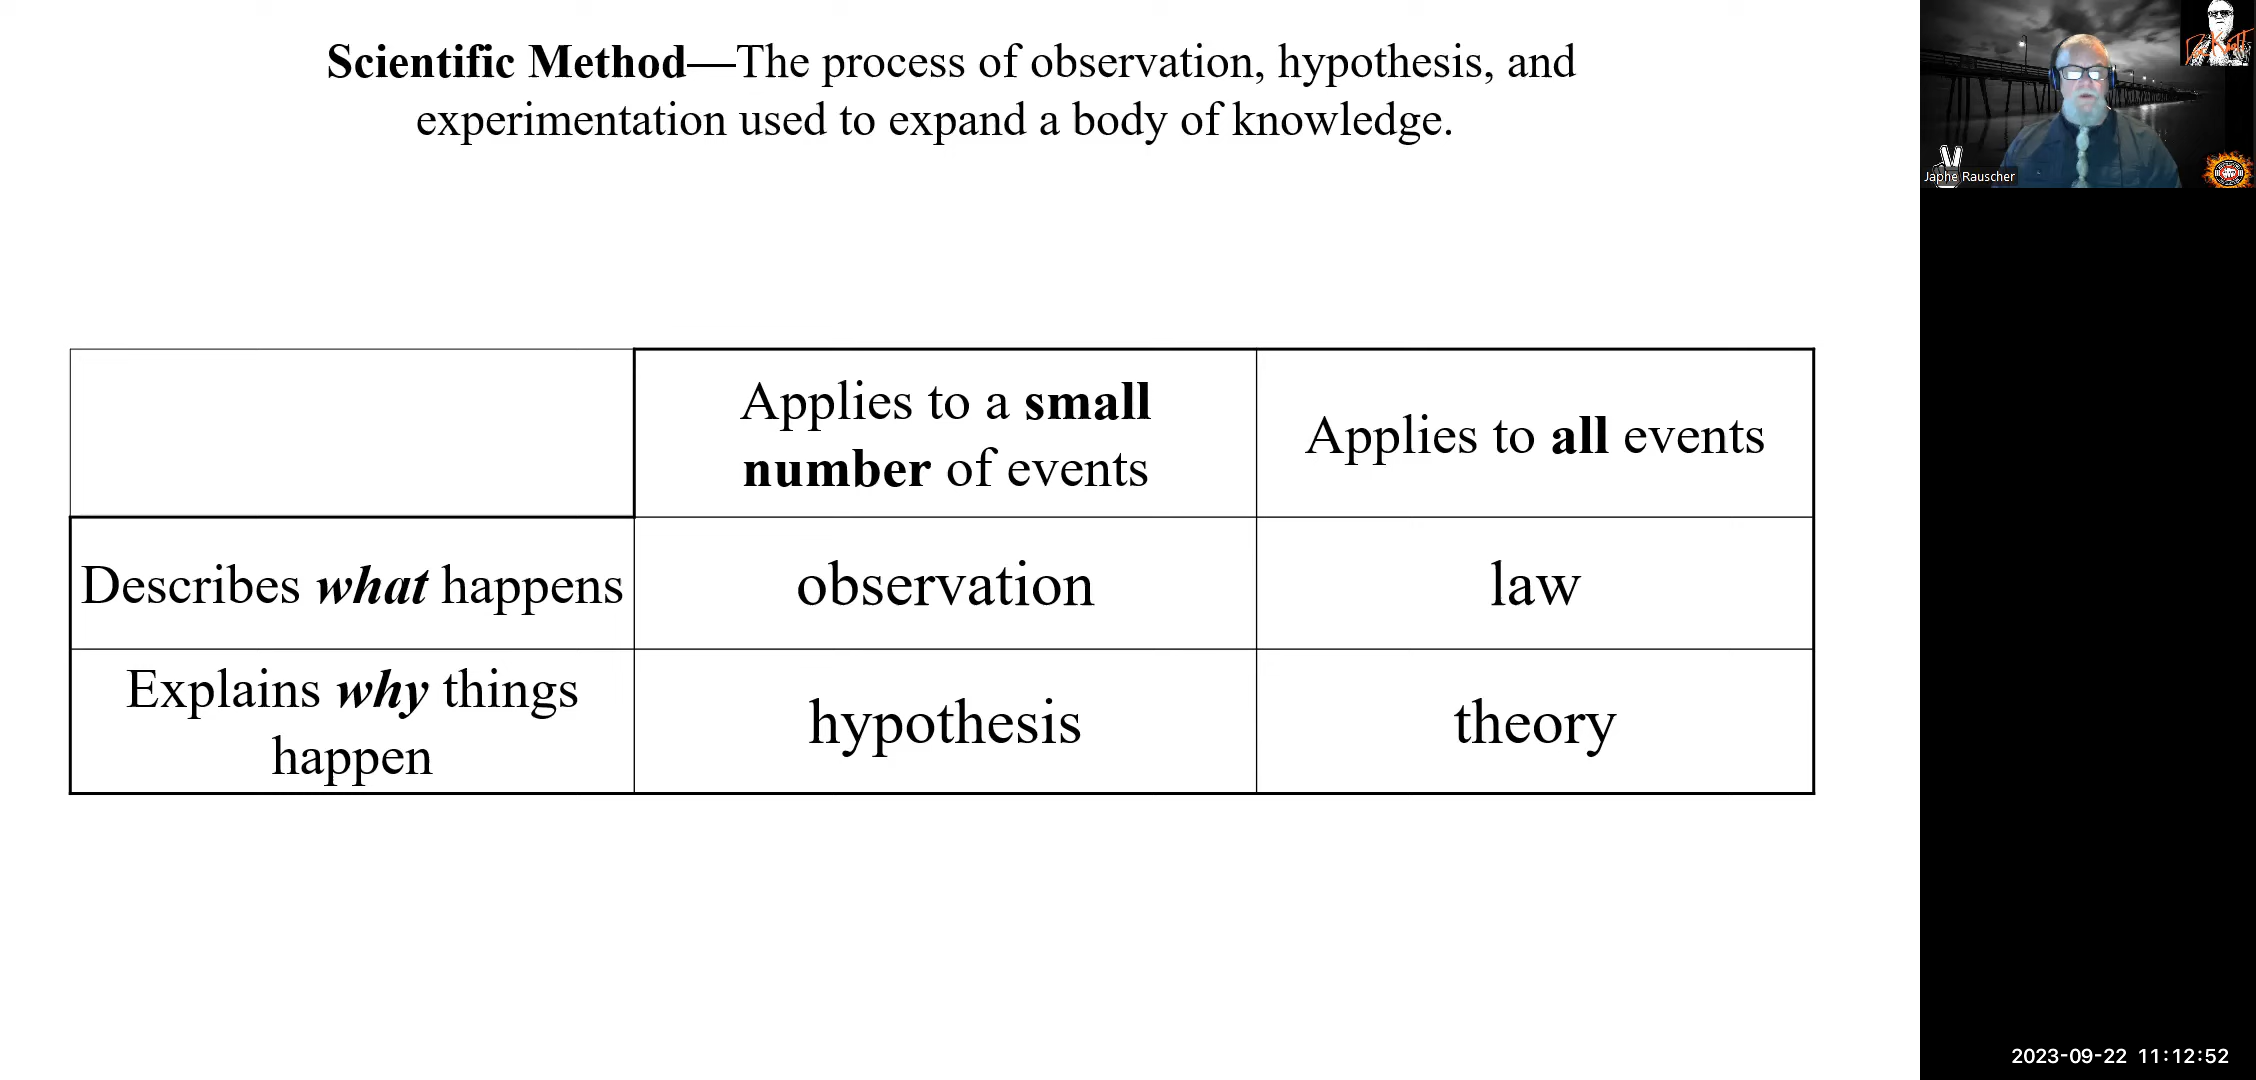 Scientific Method—The process of observation, hypothesis, and
experimentation used to expand a body of knowledge.
Applies to a small
number of events
Applies to all events
Describes what happens
observation
law
Explains why things
happen
hypothesis
theory
Japhe Rauscher
2023-09-22 11:12:52